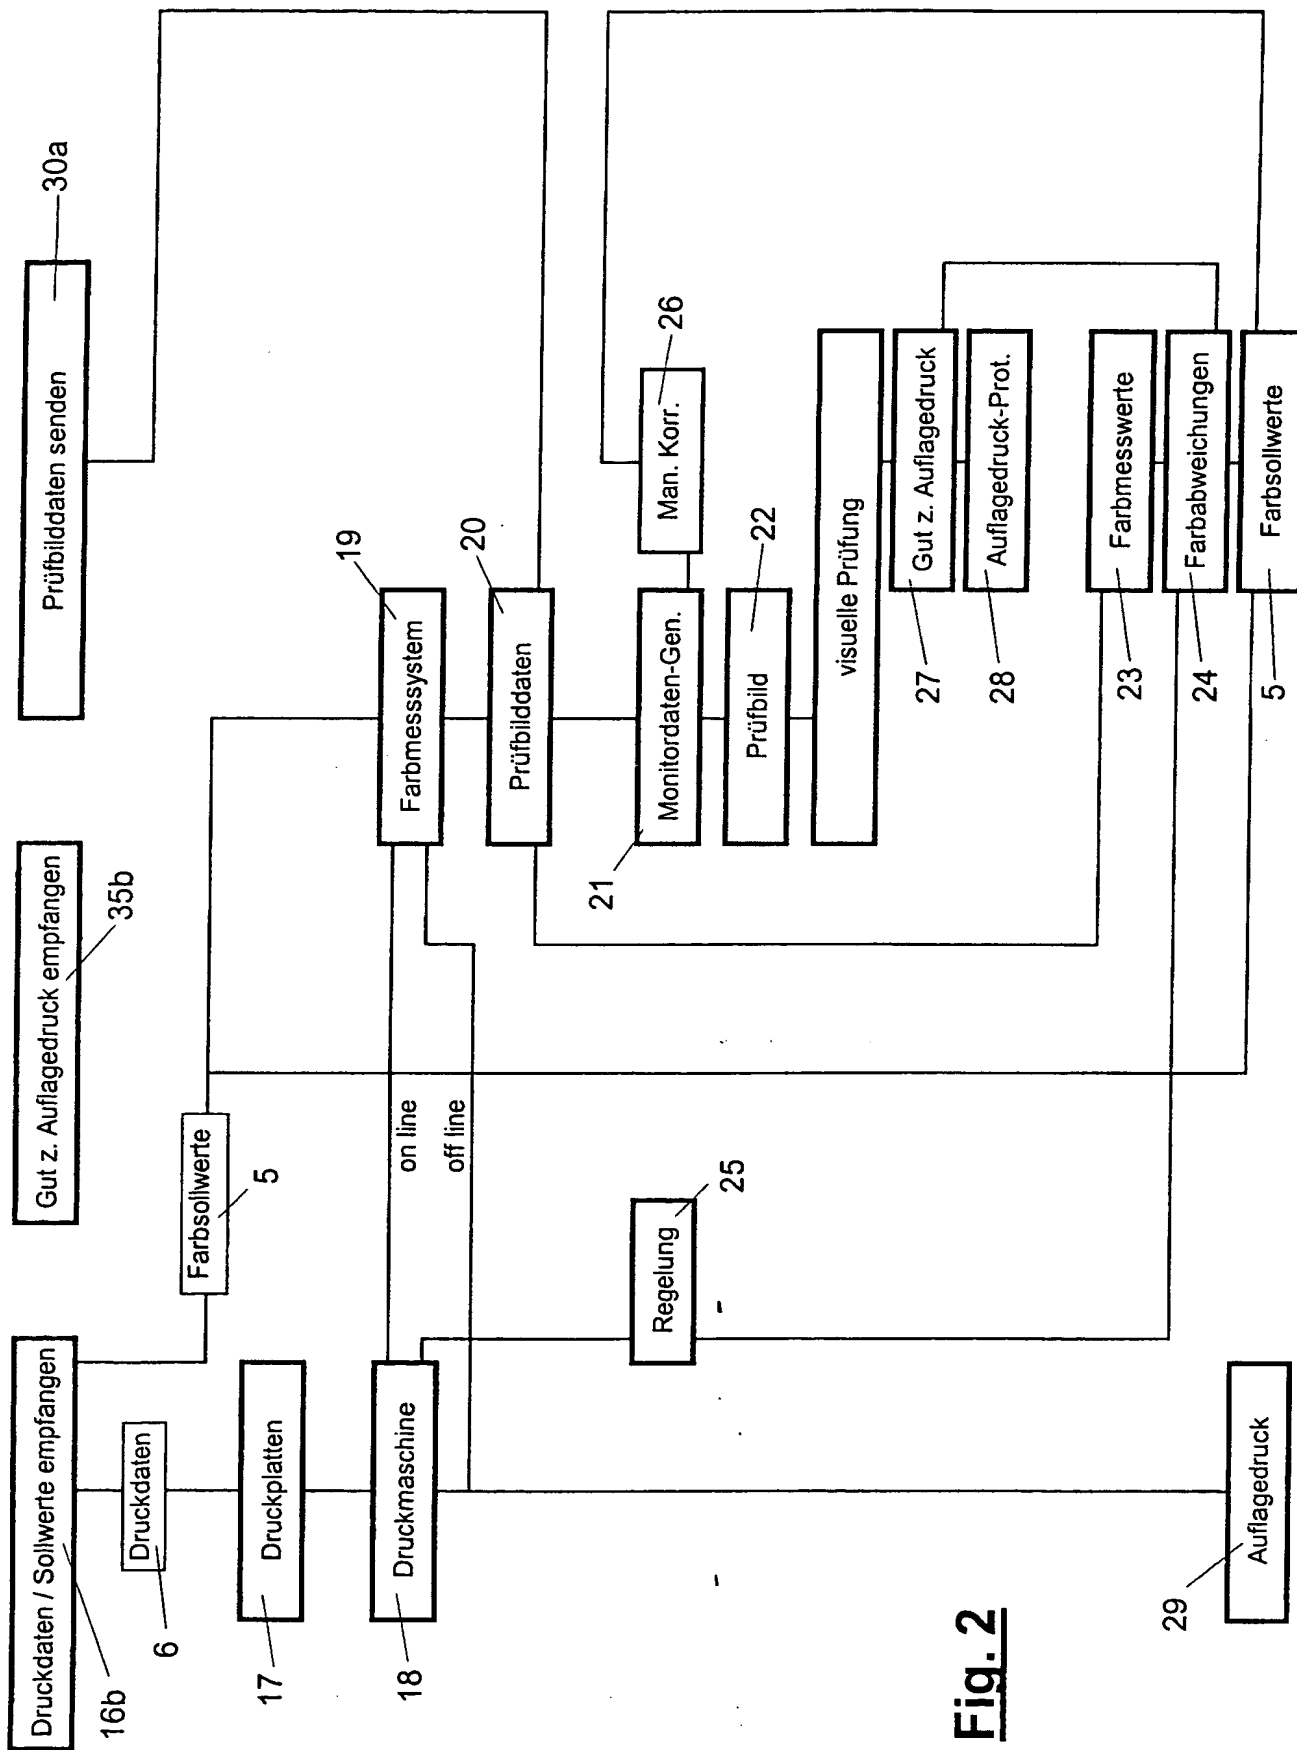 Druckdaten / Sollwerte empfangen
16b
Gut z. Auflagedruck empfangen
35b
Prüfbilddaten senden
30a
Druckdaten
6
Farbsollwerte
5
Druckplatten
17
Druckmaschine
18
on line
off line
Farbmesssystem
19
Prüfbilddaten
20
Regelung
25
Monitordaten-Gen.
21
Man. Korr.
26
Prüfbild
22
visuelle Prüfung
Gut z. Auflagedruck
27
Auflagedruck-Prot.
28
Farbmesswerte
23
Farbabweichungen
24
Farbsollwerte
5
Auflagedruck
29
Fig. 2